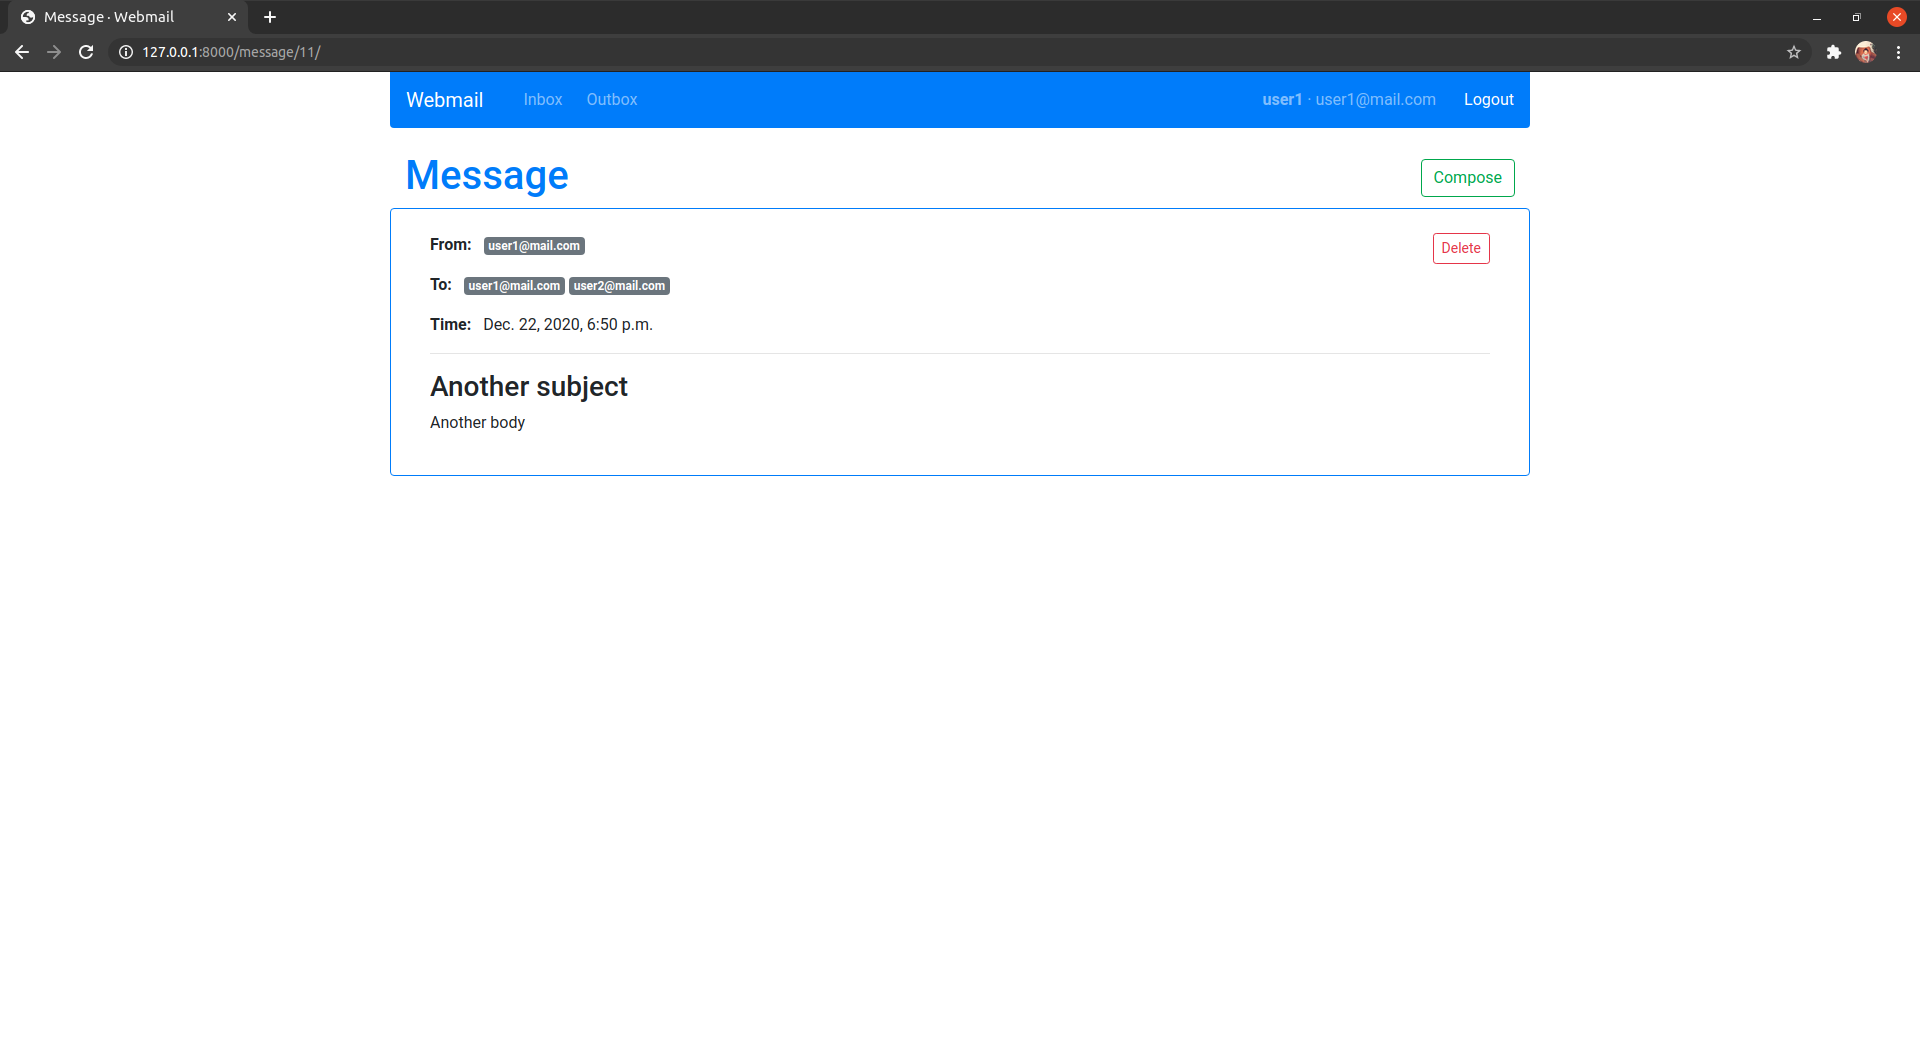 Message · Webmail
127.0.0.1:8000/message/11/
Webmail Inbox Outbox user1 · user1@mail.com Logout
Message Compose
From: user1@mail.com Delete
To: user1@mail.com user2@mail.com
Time: Dec. 22, 2020, 6:50 p.m.
Another subject
Another body